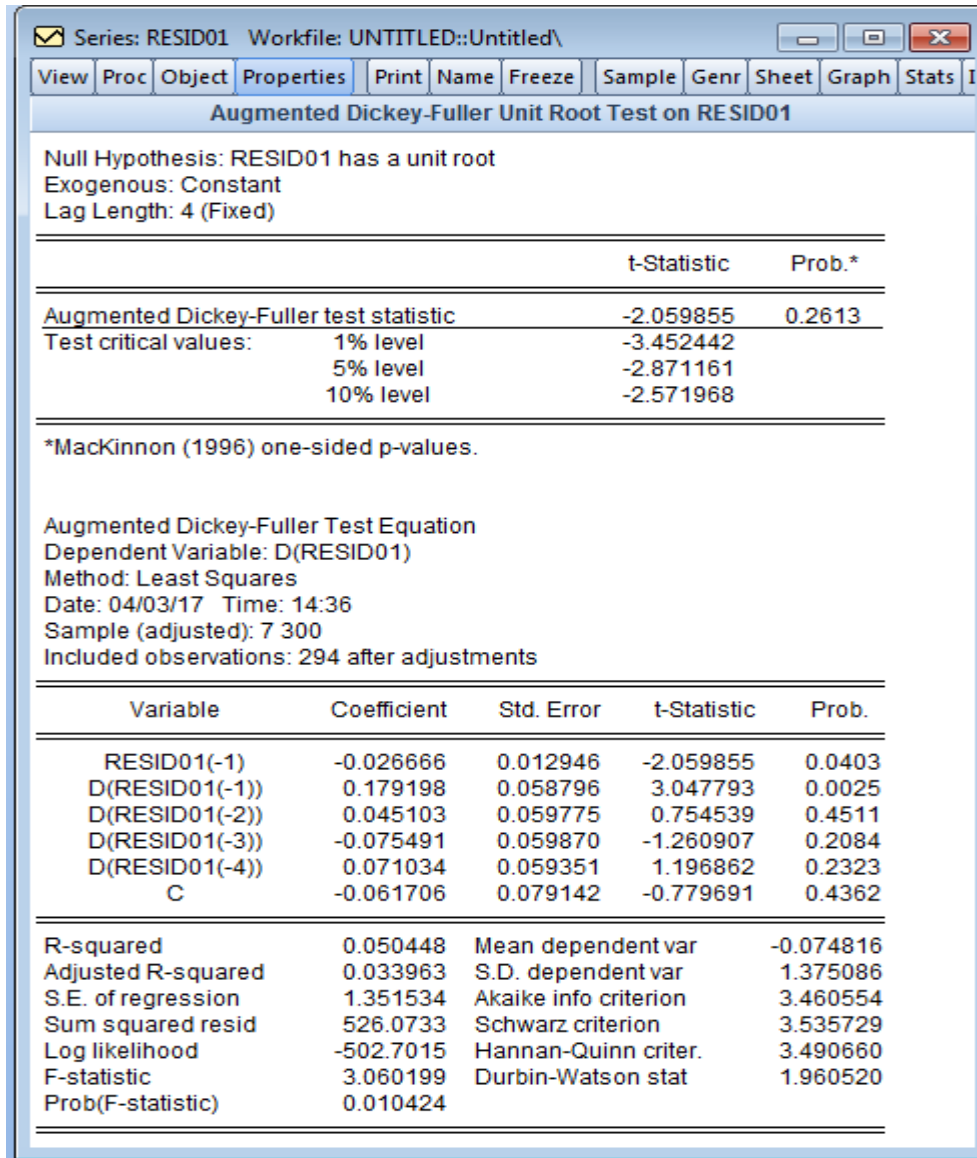 Series: RESID01 Workfile: UNTITLED::Untitled\
View Proc Object Properties Print Name Freeze Sample Genr Sheet Graph Stats
Augmented Dickey-Fuller Unit Root Test on RESID01
Null Hypothesis: RESID01 has a unit root
Exogenous: Constant
Lag Length: 4 (Fixed)
t-Statistic Prob.*
Augmented Dickey-Fuller test statistic -2.059855 0.2613
Test critical values: 1% level -3.452442
5% level -2.871161
10% level -2.571968
*MacKinnon (1996) one-sided p-values.
Augmented Dickey-Fuller Test Equation
Dependent Variable: D(RESID01)
Method: Least Squares
Date: 04/03/17 Time: 14:36
Sample (adjusted): 7 300
Included observations: 294 after adjustments
Variable Coefficient Std. Error t-Statistic Prob.
RESID01(-1) -0.026666 0.012946 -2.059855 0.0403
D(RESID01(-1)) 0.179198 0.058796 3.047793 0.0025
D(RESID01(-2)) 0.045103 0.059775 0.754539 0.4511
D(RESID01(-3)) -0.075491 0.059870 -1.260907 0.2084
D(RESID01(-4)) 0.071034 0.059351 1.196862 0.2323
C -0.061706 0.079142 -0.779691 0.4362
R-squared 0.050448 Mean dependent var -0.074816
Adjusted R-squared 0.033963 S.D. dependent var 1.375086
S.E. of regression 1.351534 Akaike info criterion 3.460554
Sum squared resid 526.0733 Schwarz criterion 3.535729
Log likelihood -502.7015 Hannan-Quinn criter. 3.490660
F-statistic 3.060199 Durbin-Watson stat 1.960520
Prob(F-statistic) 0.010424